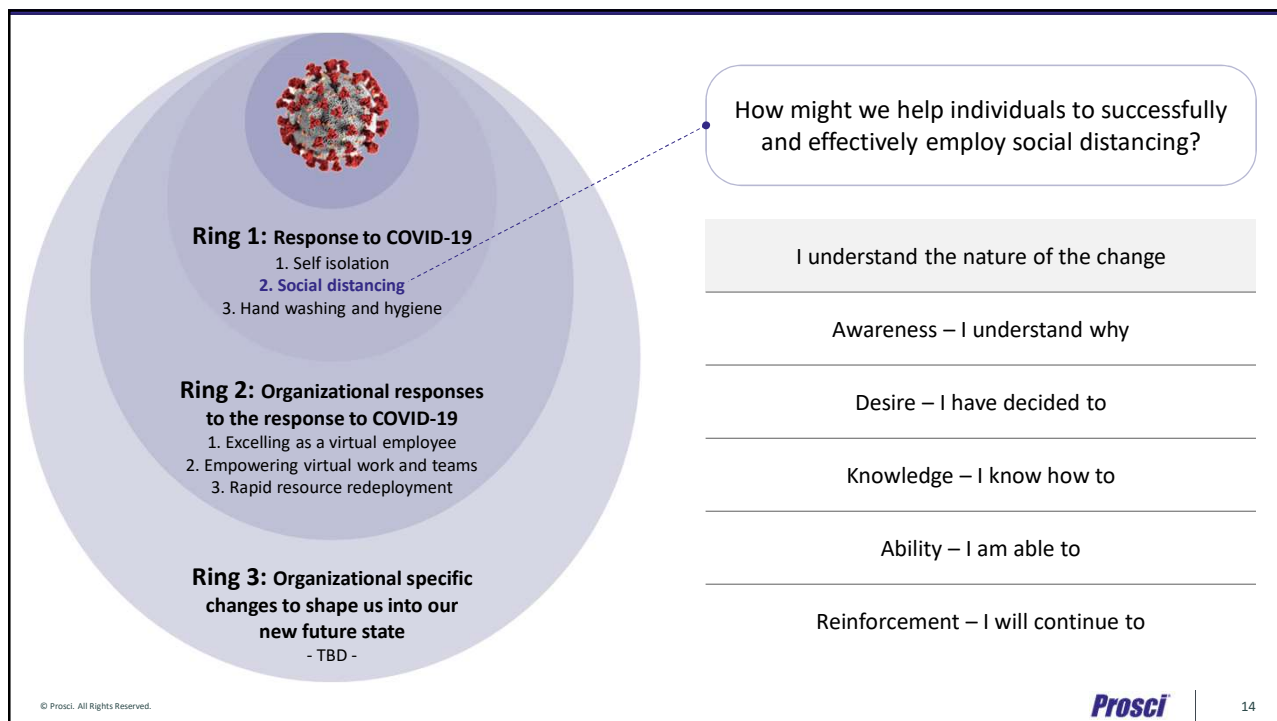 Ring 1: Response to COVID-19
1. Self isolation
2. Social distancing
3. Hand washing and hygiene
Ring 2: Organizational responses
to the response to COVID-19
1. Excelling as a virtual employee
2. Empowering virtual work and teams
3. Rapid resource redeployment
Ring 3: Organizational specific
changes to shape us into our
new future state
- TBD -
How might we help individuals to successfully
and effectively employ social distancing?
I understand the nature of the change
Awareness – I understand why
Desire – I have decided to
Knowledge – I know how to
Ability – I am able to
Reinforcement – I will continue to
© Prosci. All Rights Reserved.
Prosci
14